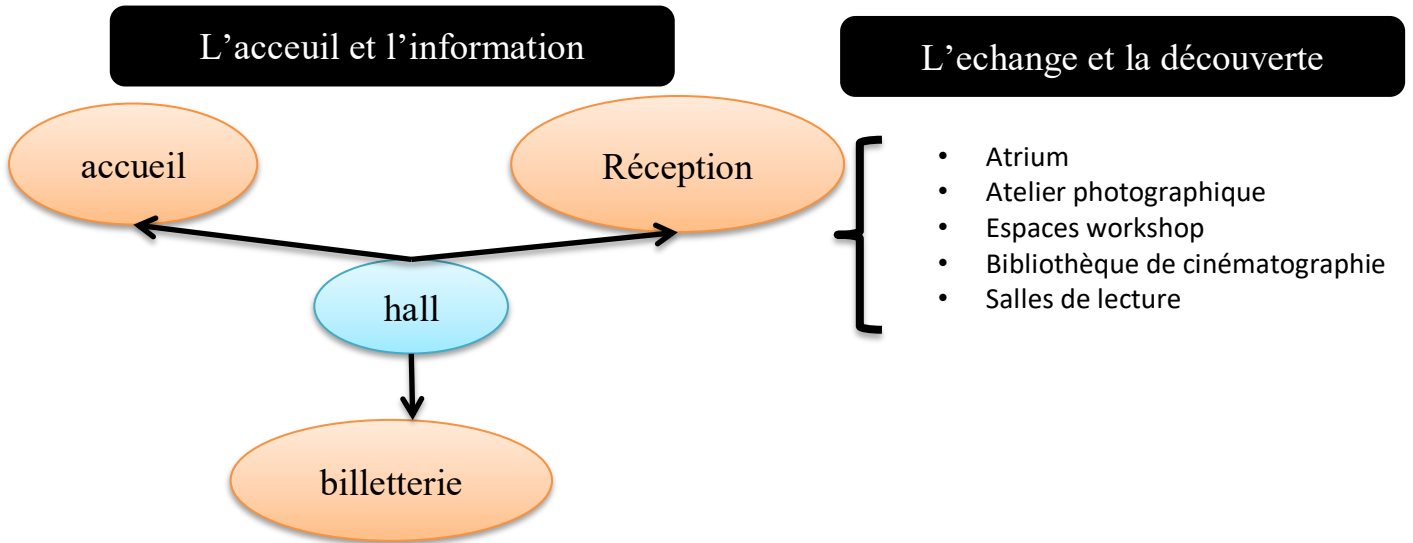 L’acceuil et l’information
L’echange et la découverte
accueil
Réception
hall
billetterie
• Atrium
• Atelier photographique
• Espaces workshop
• Bibliothèque de cinématographie
• Salles de lecture